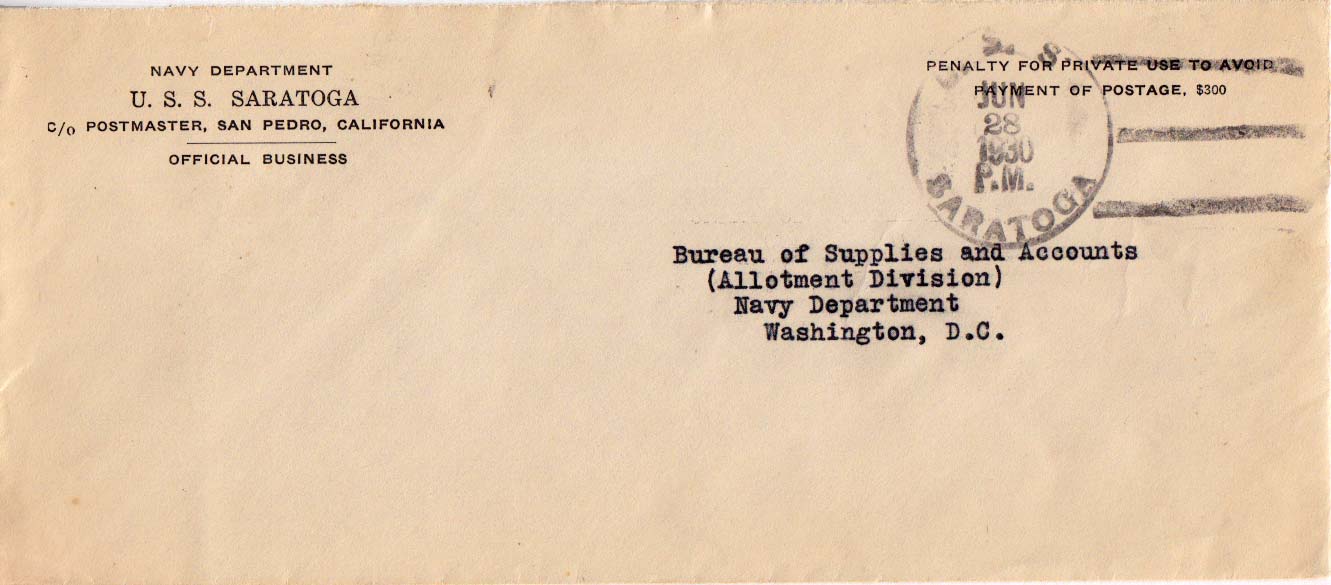 NAVY DEPARTMENT
U. S. S. SARATOGA
C/o POSTMASTER, SAN PEDRO, CALIFORNIA
OFFICIAL BUSINESS
PENALTY FOR PRIVATE USE TO AVOID
PAYMENT OF POSTAGE, $300
U. S. S.
JUN
28
1930
P.M.
SARATOGA
Bureau of Supplies and Accounts
(Allotment Division)
Navy Department
Washington, D.C.